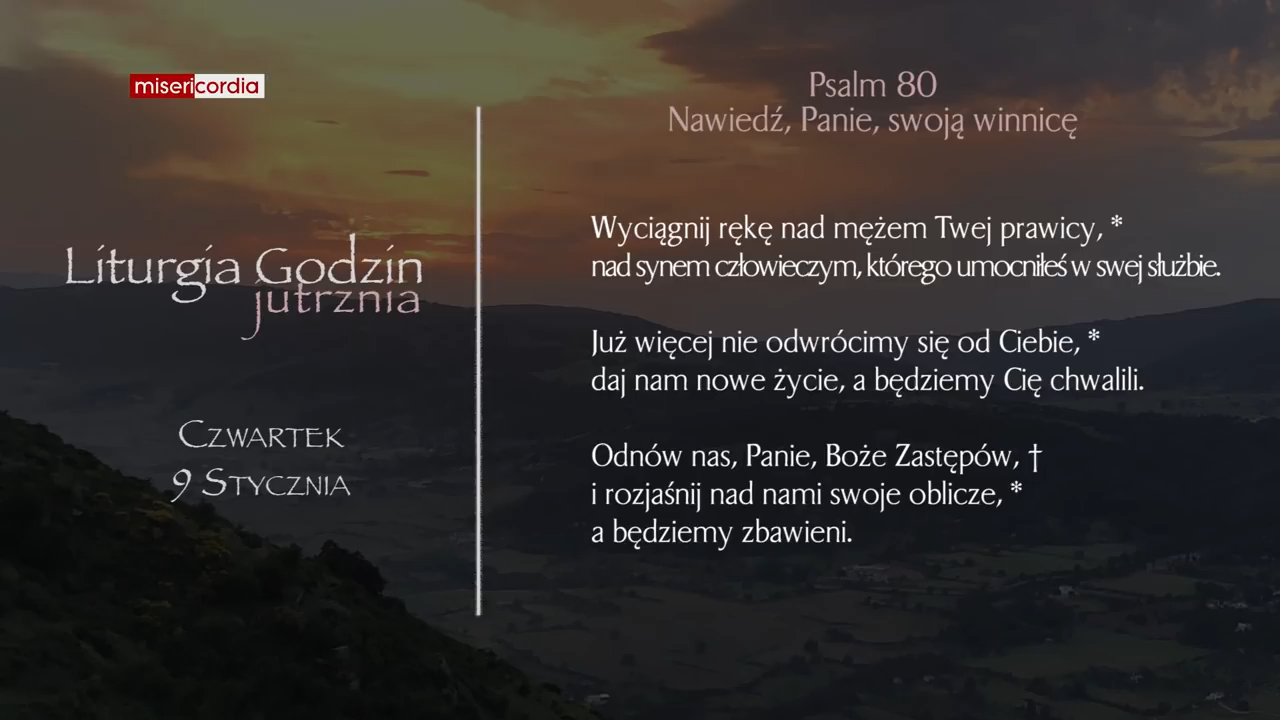 misericordia
Liturgia Godzin
jutrznia
Czwartek
9 Stycznia
Psalm 80
Nawiedź, Panie, swoją winnicę
Wyciągnij rękę nad mężem Twej prawicy, *
nad synem człowieczym, którego umocniłeś w swej służbie.
Już więcej nie odwrócimy się od Ciebie, *
daj nam nowe życie, a będziemy Cię chwalili.
Odnów nas, Panie, Boże Zastępów, †
i rozjaśnij nad nami swoje oblicze, *
a będziemy zbawieni.